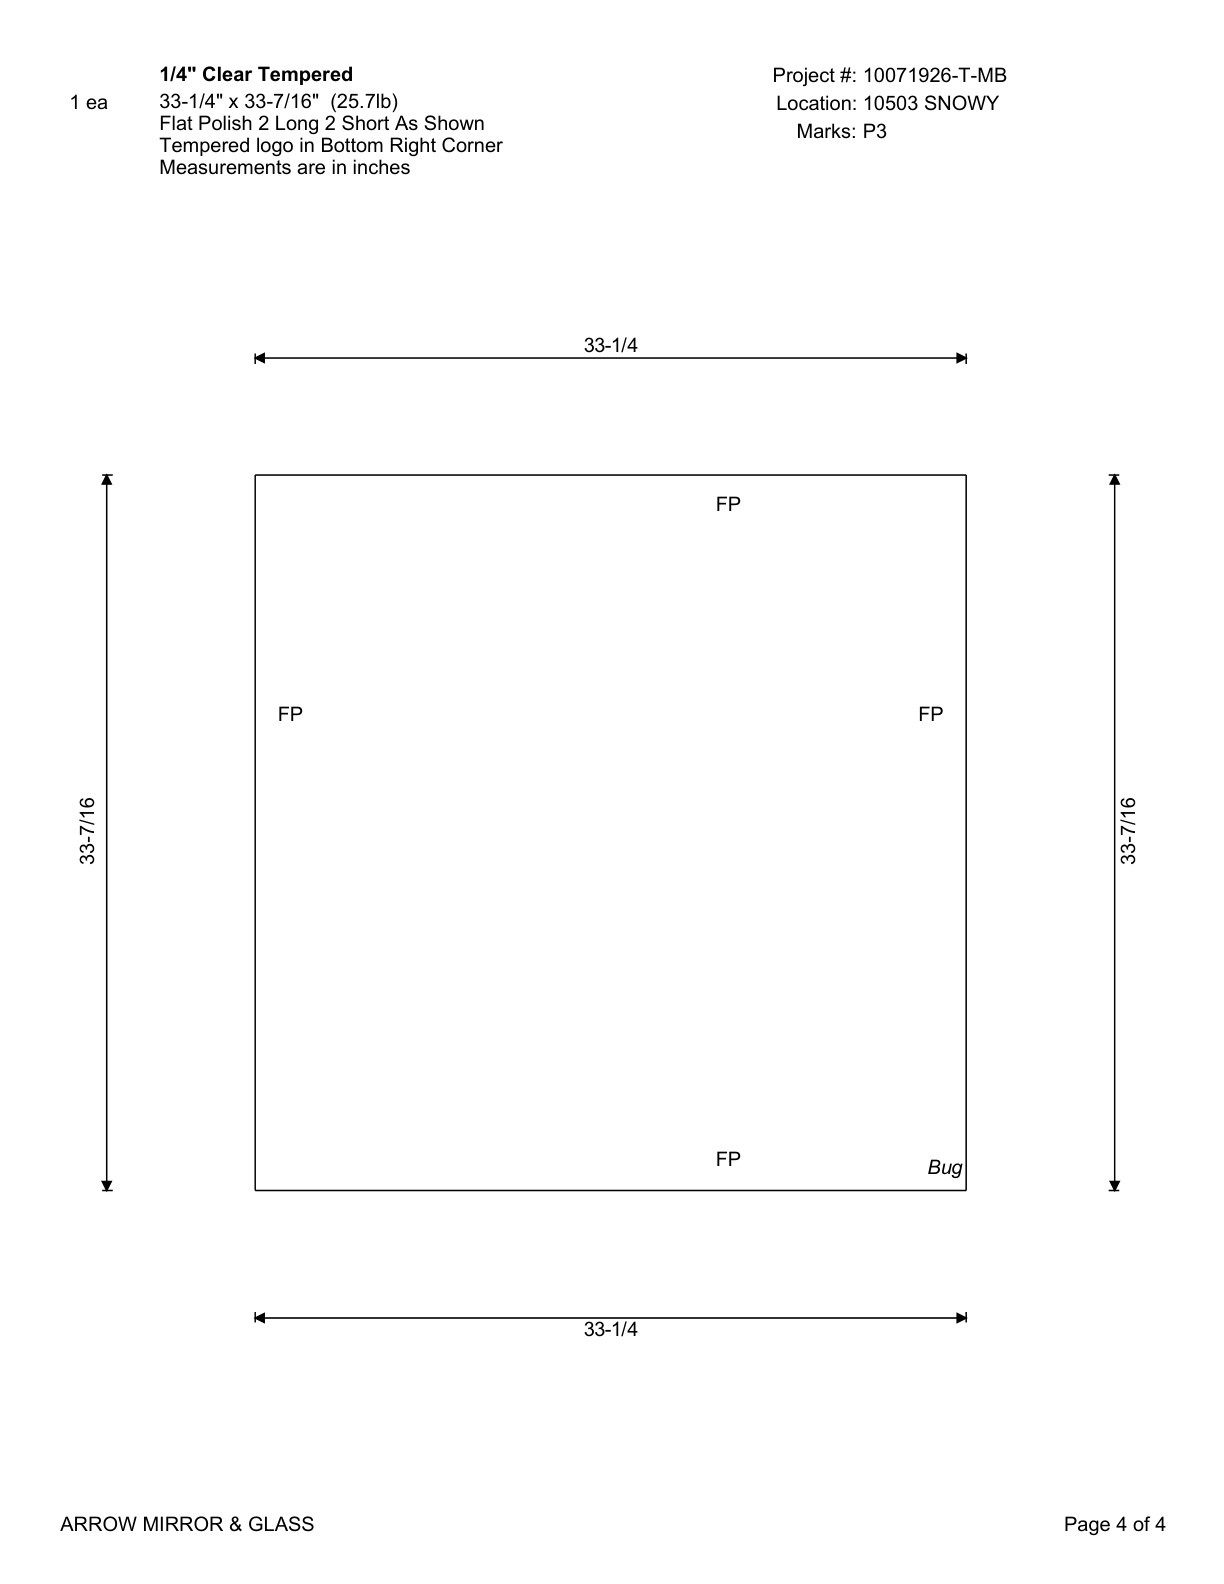 1/4" Clear Tempered
1 ea
33-1/4" x 33-7/16" (25.7lb)
Flat Polish 2 Long 2 Short As Shown
Tempered logo in Bottom Right Corner
Measurements are in inches
Project #: 10071926-T-MB
Location: 10503 SNOWY
Marks: P3
33-1/4
FP
FP
FP
33-7/16
33-7/16
FP
Bug
33-1/4
ARROW MIRROR & GLASS
Page 4 of 4